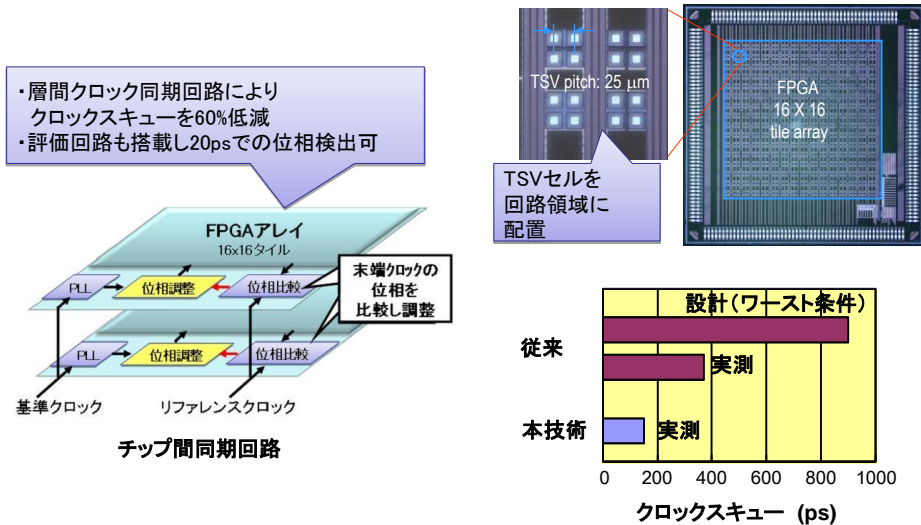 ・層間クロック同期回路により
クロックスキューを60%低減
・評価回路も搭載し20psでの位相検出可
TSV pitch: 25 μm
TSVセルを
回路領域に
配置
FPGA
16 X 16
tile array
FPGAアレイ
16x16タイル
PLL
位相調整
位相比較
末端クロックの
位相を
比較し調整
PLL
位相調整
位相比較
基準クロック
リファレンスクロック
チップ間同期回路
設計(ワースト条件)
従来
実測
本技術
実測
0
200
400
600
800
1000
クロックスキュー (ps)